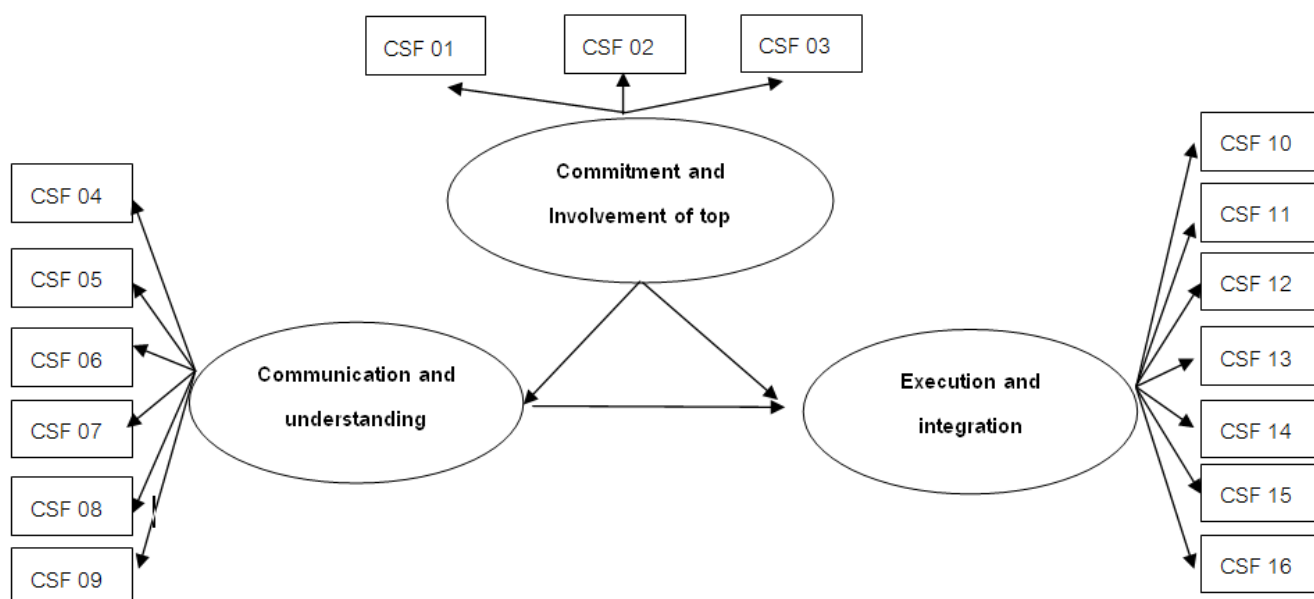 CSF 01
CSF 02
CSF 03
Commitment and
Involvement of top
CSF 04
CSF 05
CSF 06
CSF 07
CSF 08
CSF 09
Communication and
understanding
Execution and
integration
CSF 10
CSF 11
CSF 12
CSF 13
CSF 14
CSF 15
CSF 16